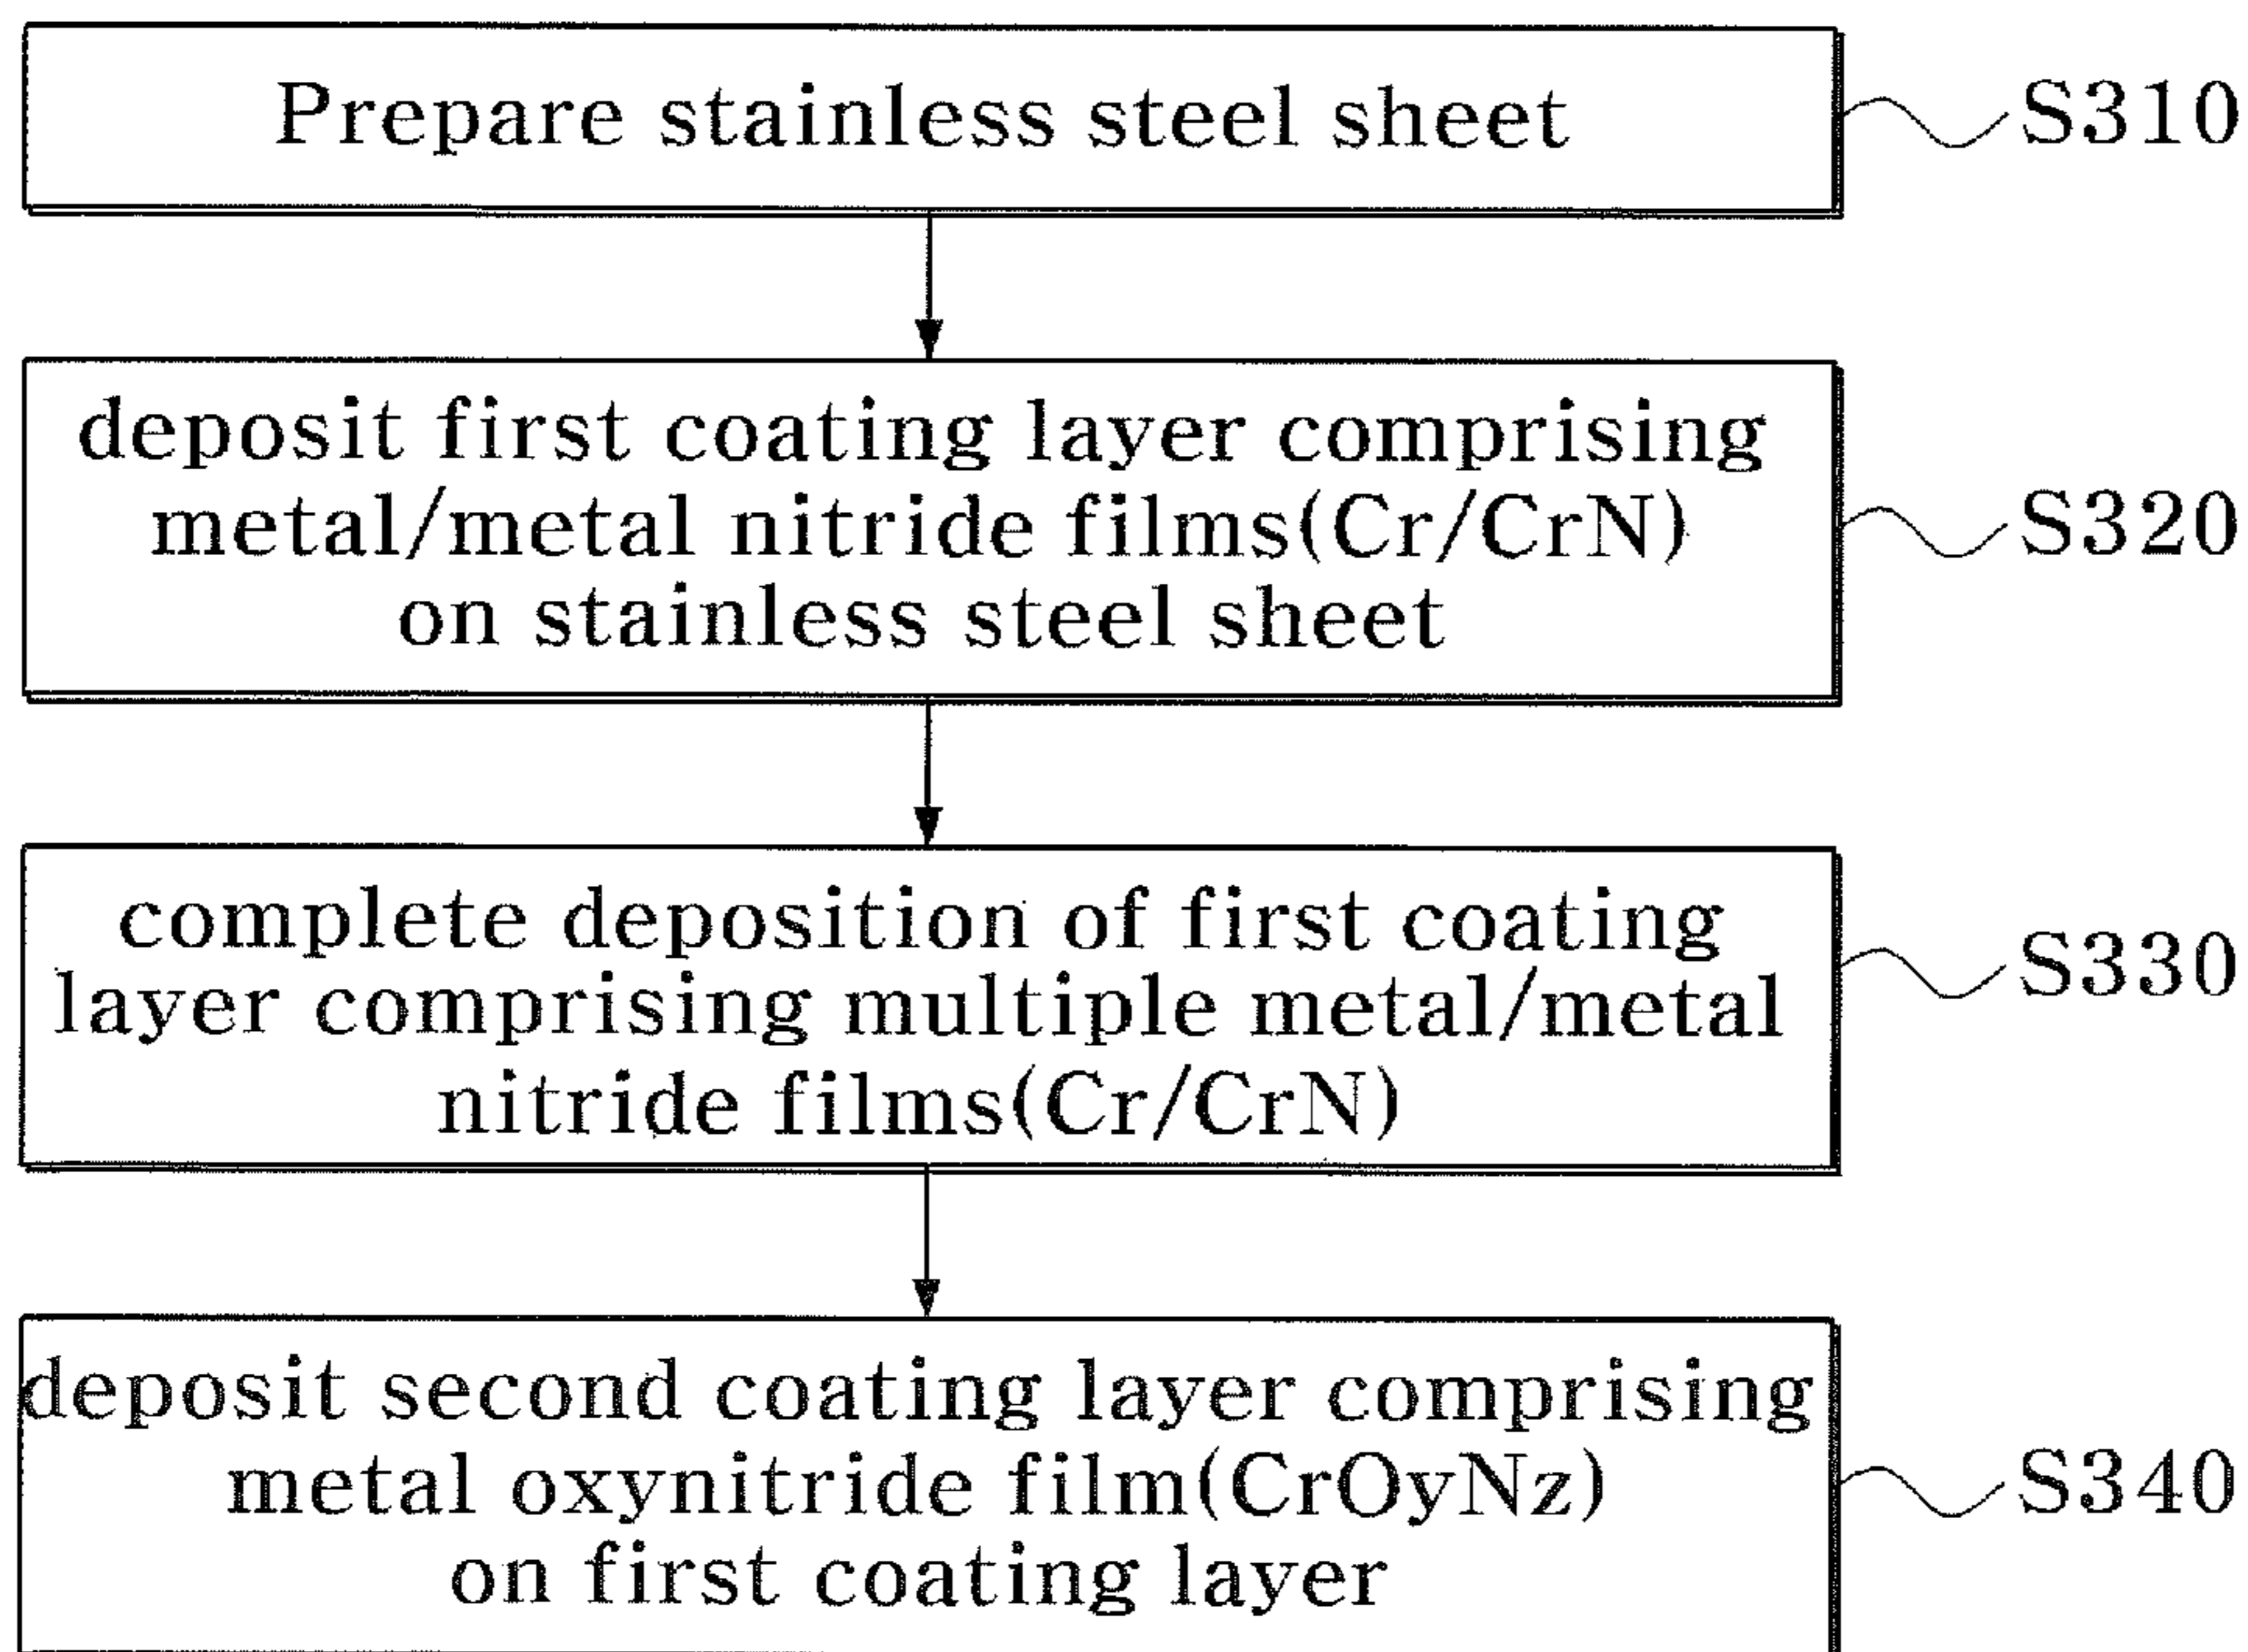 Prepare stainless steel sheet
S310
deposit first coating layer comprising
metal/metal nitride films(Cr/CrN)
on stainless steel sheet
S320
complete deposition of first coating
layer comprising multiple metal/metal
nitride films(Cr/CrN)
S330
deposit second coating layer comprising
metal oxynitride film(CrOyNz)
on first coating layer
S340